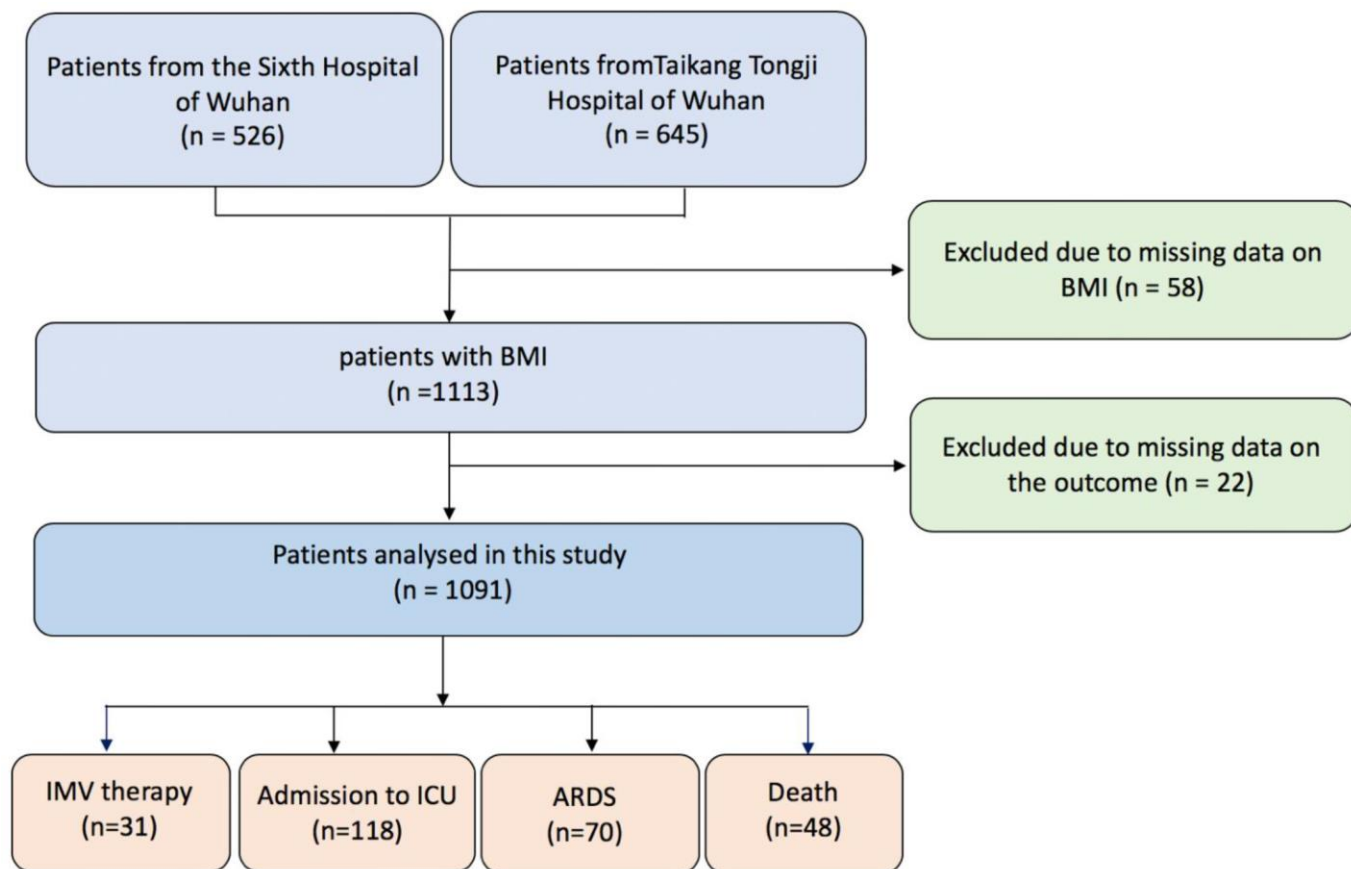 Patients from the Sixth Hospital
of Wuhan
(n = 526)
Patients fromTaikang Tongji
Hospital of Wuhan
(n = 645)
Excluded due to missing data on
BMI (n = 58)
patients with BMI
(n =1113)
Excluded due to missing data on
the outcome (n = 22)
Patients analysed in this study
(n = 1091)
IMV therapy
(n=31)
Admission to ICU
(n=118)
ARDS
(n=70)
Death
(n=48)